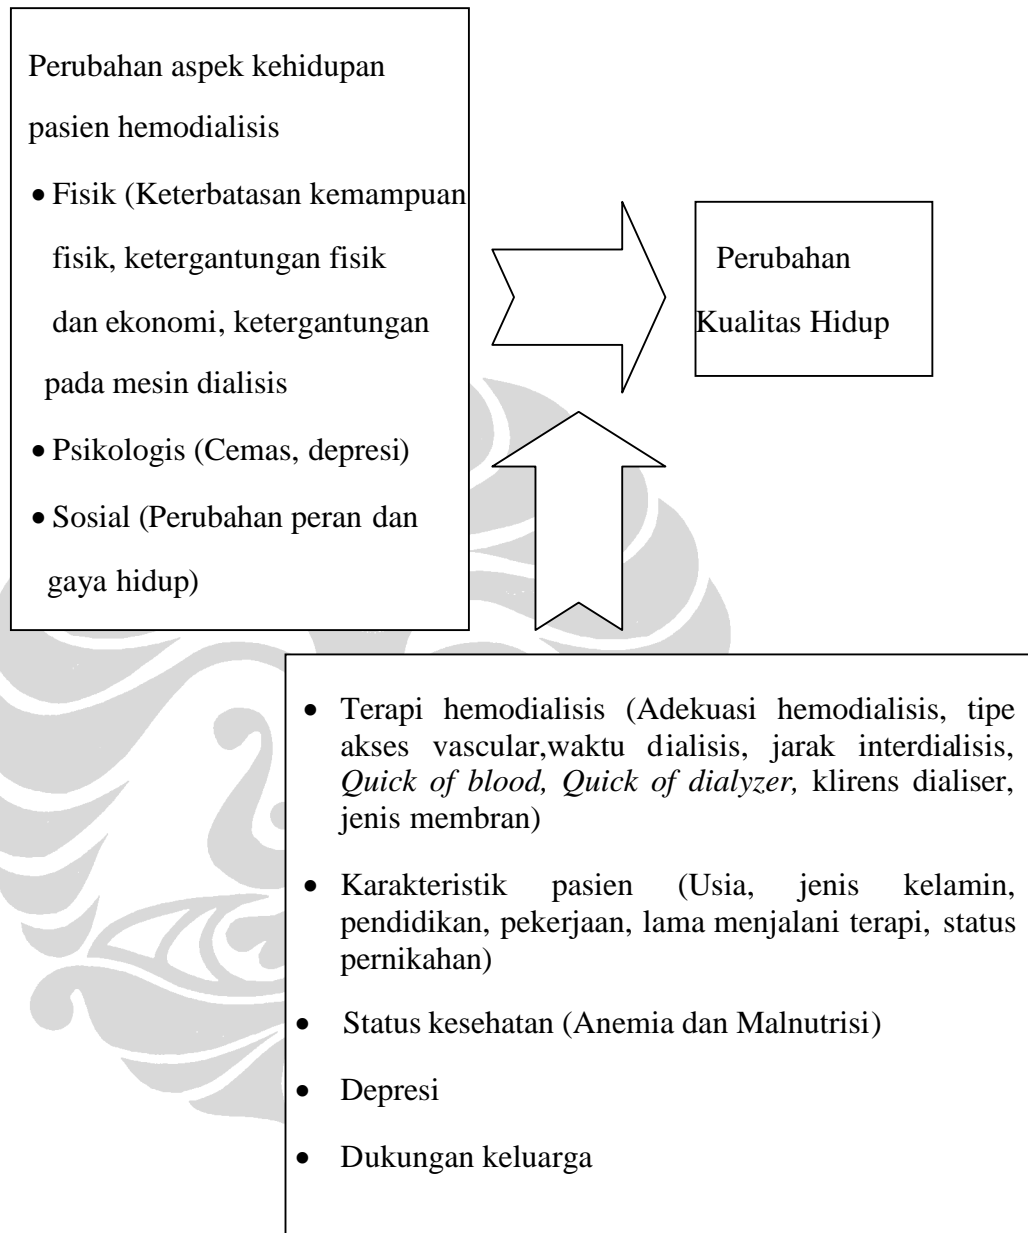 Perubahan aspek kehidupan
pasien hemodialisis
• Fisik (Keterbatasan kemampuan
fisik, ketergantungan fisik
dan ekonomi, ketergantungan
pada mesin dialisis
• Psikologis (Cemas, depresi)
• Sosial (Perubahan peran dan
gaya hidup)
Perubahan
Kualitas Hidup
• Terapi hemodialisis (Adekuasi hemodialisis, tipe
akses vascular,waktu dialisis, jarak interdialisis,
Quick of blood, Quick of dialyzer, klirens dialiser,
jenis membran)
• Karakteristik pasien (Usia, jenis kelamin,
pendidikan, pekerjaan, lama menjalani terapi, status
pernikahan)
• Status kesehatan (Anemia dan Malnutrisi)
• Depresi
• Dukungan keluarga